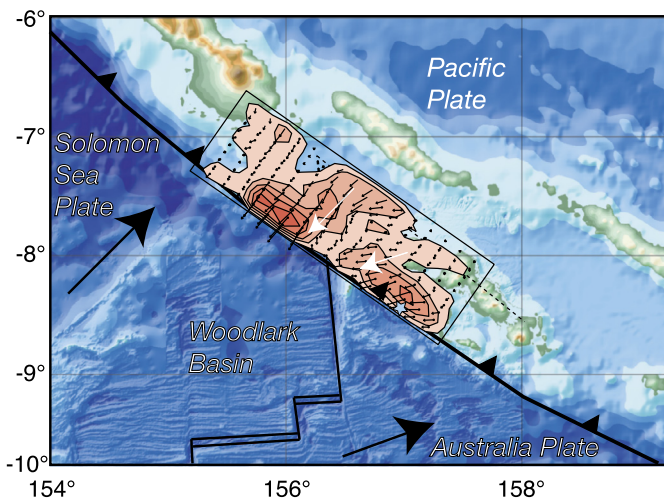 -6°
Pacific
Plate
-7°
Solomon
Sea
Plate
-8°
Woodlark
Basin
-9°
Australia Plate
-10°
154°
156°
158°